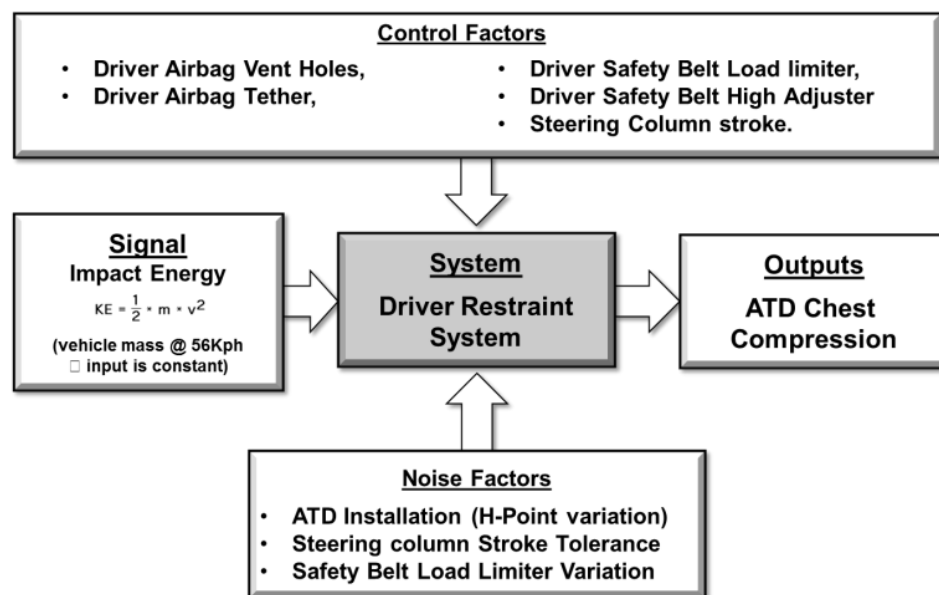 Control Factors
• Driver Airbag Vent Holes,
• Driver Airbag Tether,
• Driver Safety Belt Load limiter,
• Driver Safety Belt High Adjuster
• Steering Column stroke.
Signal
Impact Energy
KE = 1/2 * m * v²
(vehicle mass @ 56Kph
□ input is constant)
System
Driver Restraint
System
Outputs
ATD Chest
Compression
Noise Factors
• ATD Installation (H-Point variation)
• Steering column Stroke Tolerance
• Safety Belt Load Limiter Variation